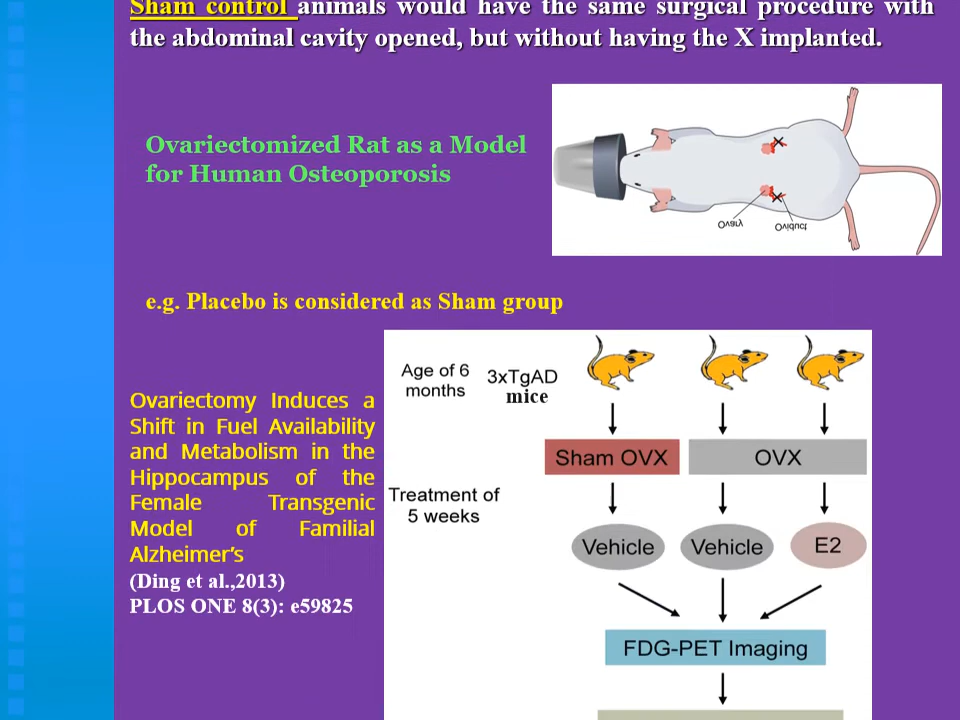 Sham control animals would have the same surgical procedure with
the abdominal cavity opened, but without having the X implanted.
Ovariectomized Rat as a Model
for Human Osteoporosis
Ovary
Oviduct
e.g. Placebo is considered as Sham group
Ovariectomy Induces a
Shift in Fuel Availability
and Metabolism in the
Hippocampus of the
Female Transgenic
Model of Familial
Alzheimer's
(Ding et al.,2013)
PLOS ONE 8(3): e59825
Age of 6
months
3xTgAD
mice
Sham OVX
OVX
Treatment of
5 weeks
Vehicle
Vehicle
E2
FDG-PET Imaging